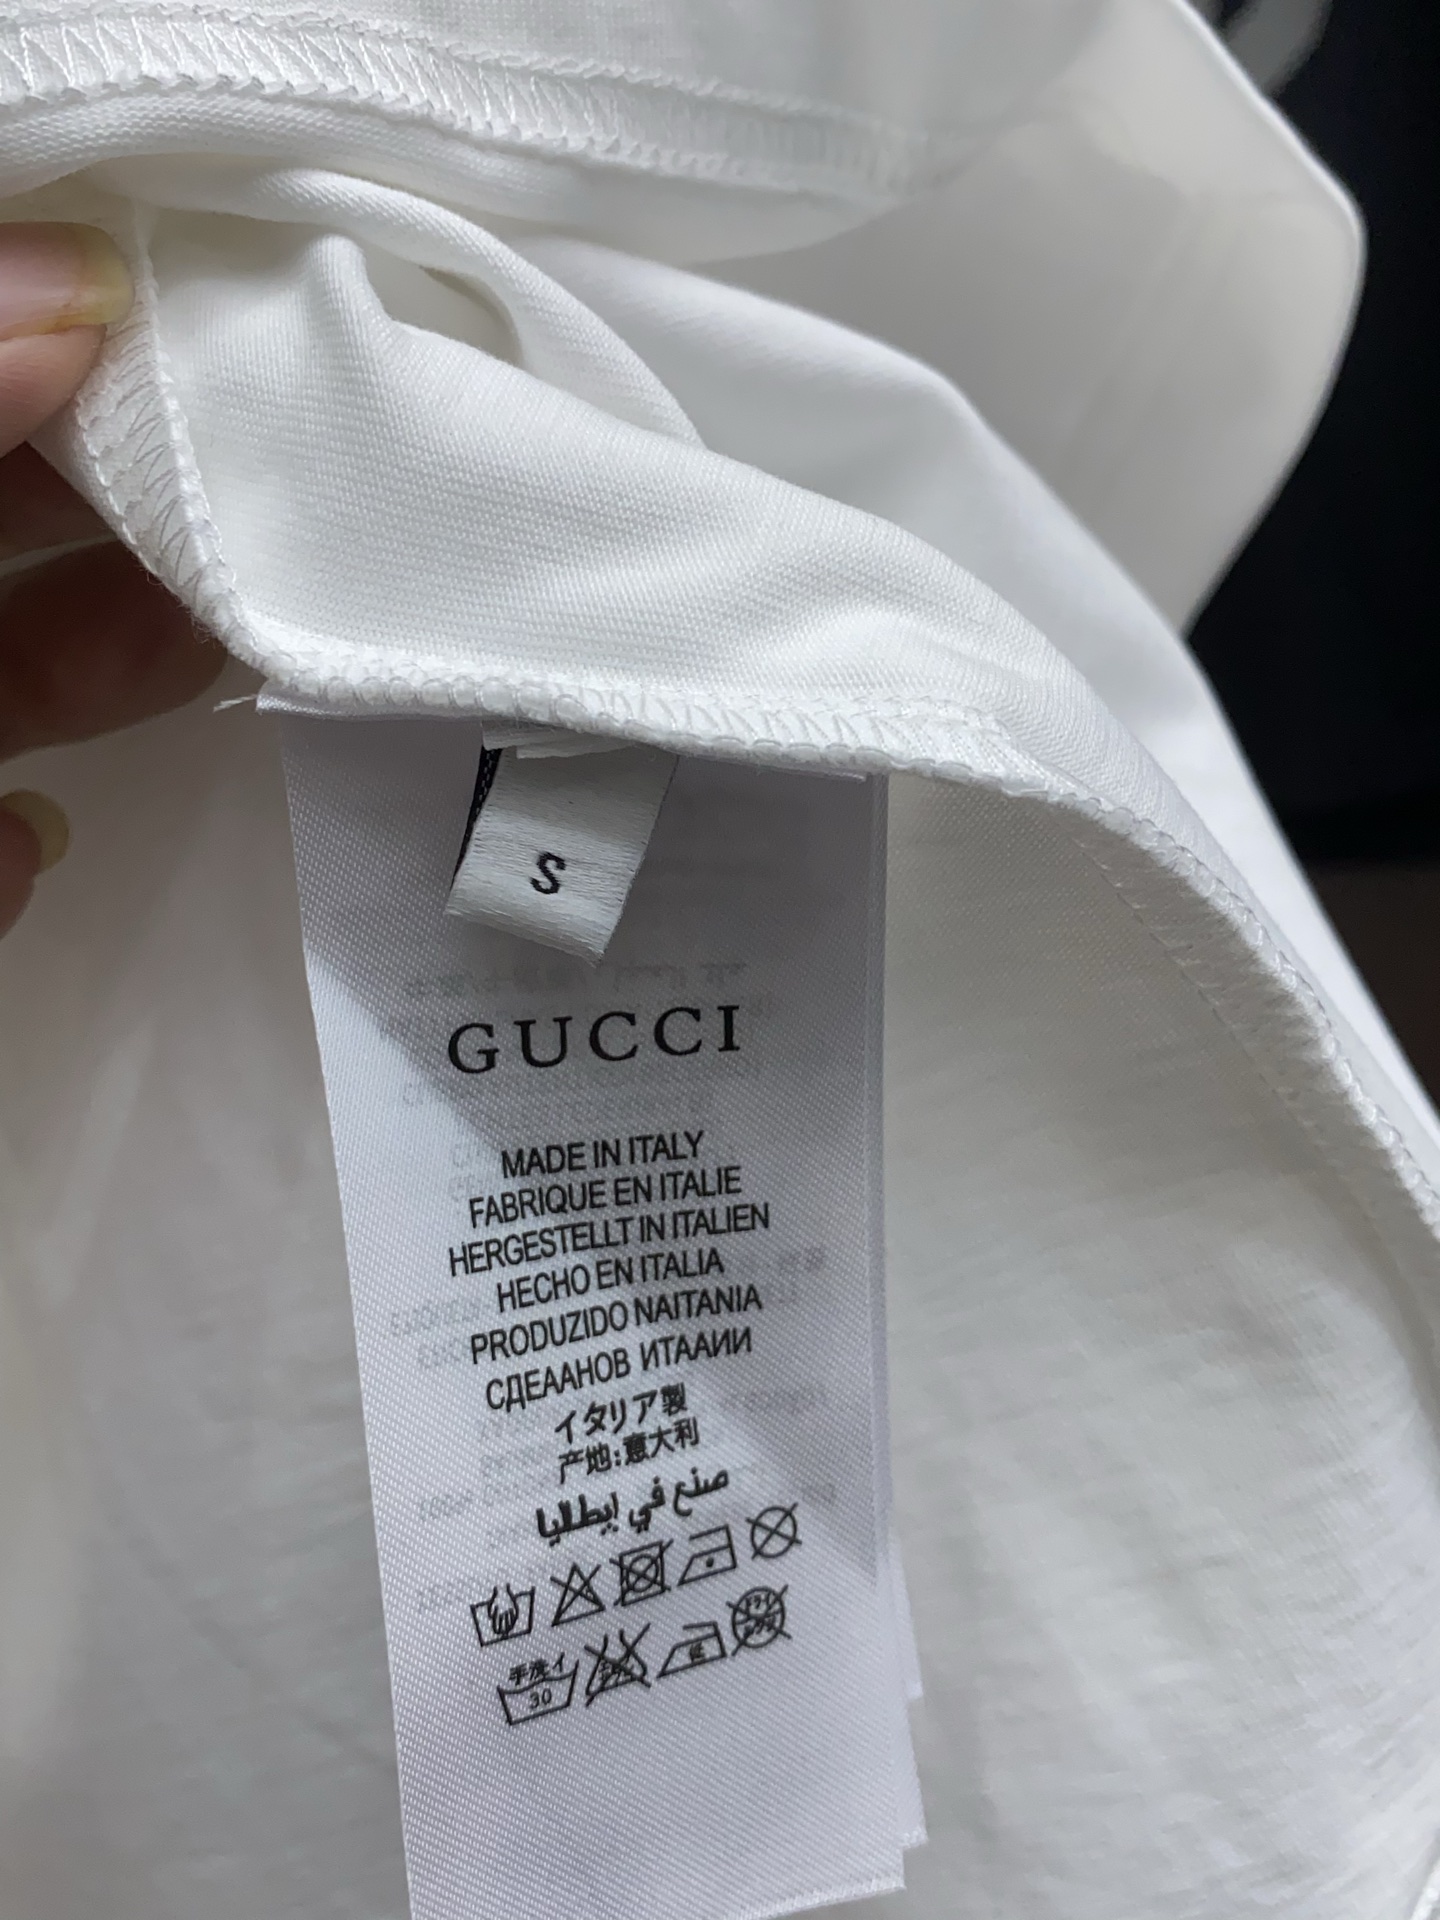 S
GUCCI
MADE IN ITALY
FABRIQUE EN ITALIE
HERGESTELLT IN ITALIEN
HECHO EN ITALIA
PRODUZIDO NAITANIA
СДЕААНОВ ИТААИИ
イタリア製
产地:意大利
صنع في إيطاليا
手洗イ
30